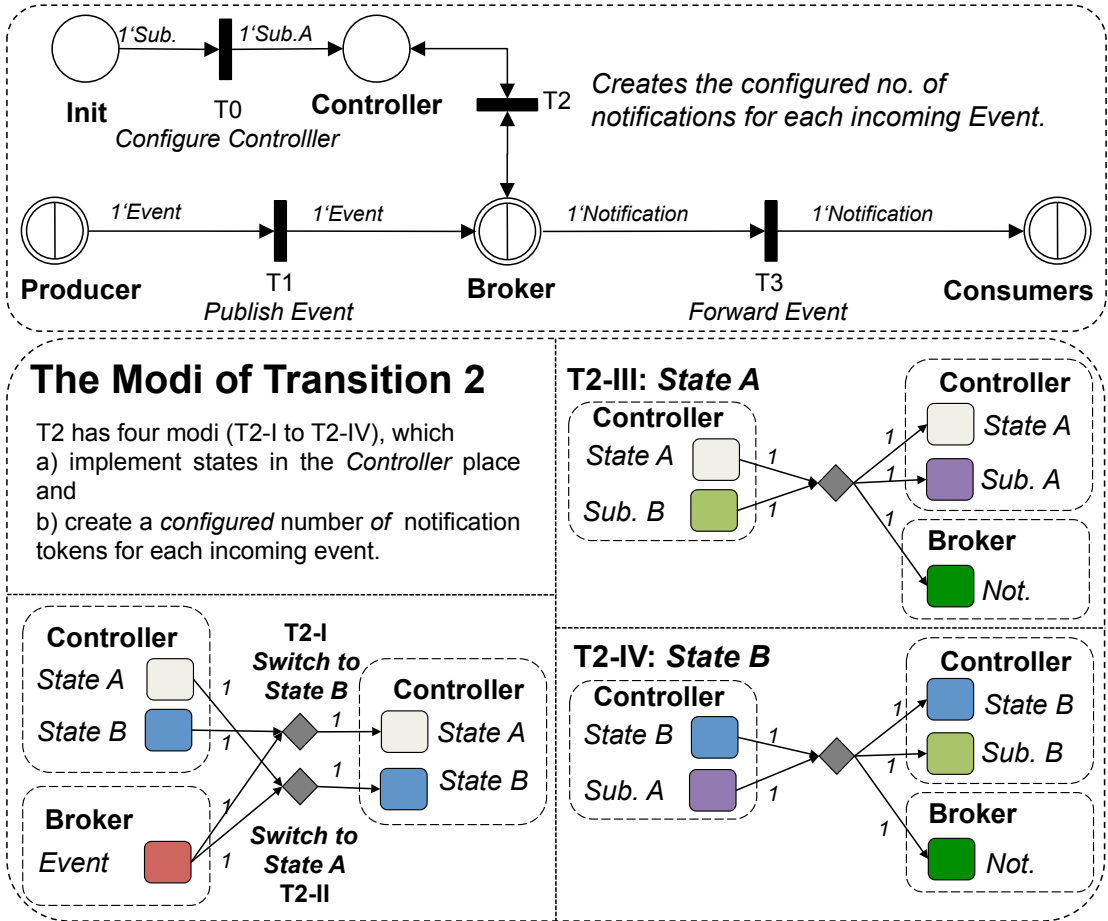 1‘Sub.
1‘Sub.A
Init
T0
Controller
T2
Creates the configured no. of
notifications for each incoming Event.
Configure Controlller
1‘Event
1‘Event
1‘Notification
1‘Notification
Producer
T1
Broker
T3
Consumers
Publish Event
Forward Event
The Modi of Transition 2
T2 has four modi (T2-I to T2-IV), which
a) implement states in the Controller place
and
b) create a configured number of notification
tokens for each incoming event.
T2-III: State A
Controller
State A
1
Sub. B
1
Controller
1
State A
1
Sub. A
1
Broker
Not.
Controller
State A
1
State B
1
Broker
1
Event
1
T2-I
Switch to
State B
1
1
Switch to
State A
T2-II
Controller
State A
State B
T2-IV: State B
Controller
State B
1
Sub. A
1
Controller
1
State B
1
Sub. B
1
Broker
Not.